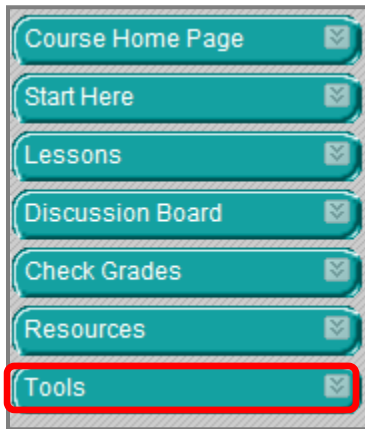 Course Home Page
Start Here
Lessons
Discussion Board
Check Grades
Resources
Tools